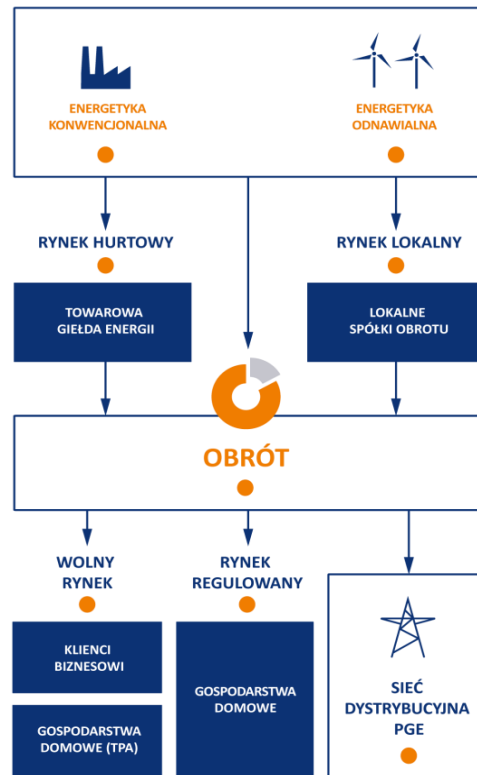 ENERGETYKA
KONWENCJONALNA
ENERGETYKA
ODNAWIALNA
RYNEK HURTOWY
RYNEK LOKALNY
TOWAROWA
GIEŁDA ENERGII
LOKALNE
SPÓŁKI OBROTU
OBRÓT
WOLNY
RYNEK
RYNEK
REGULOWANY
KLIENCI
BIZNESOWI
GOSPODARSTWA
DOMOWE (TPA)
GOSPODARSTWA
DOMOWE
SIEĆ
DYSTRYBUCYJNA
PGE